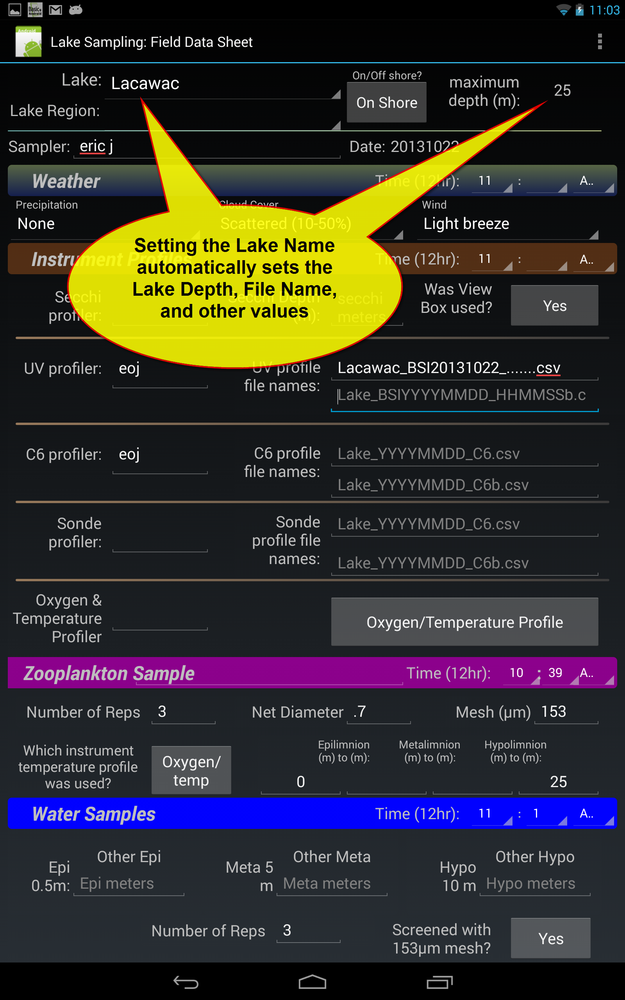 Basic4
Android
11:03
Android
Lake Sampling: Field Data Sheet
Lake:
Lacawac
On/Off shore?
On Shore
maximum
depth (m):
25
Lake Region:
Sampler:
eric j
Date: 20131022
Weather
Time (12hr):
11
:
A..
Precipitation
None
Cloud Cover
Scattered (10-50%)
Wind
Light breeze
Instrument Profiles
Time (12hr):
11
:
A..
Setting the Lake Name
automatically sets the
Lake Depth, File Name,
and other values
Secchi
profiler:
Secchi Depth
(m):
secchi
meters
Was View
Box used?
Yes
UV profiler:
eoj
UV profile
file names:
Lacawac_BSI20131022_.......csv
Lake_BSIYYYYMMDD_HHMMSSb.c
C6 profiler:
eoj
C6 profile
file names:
Lake_YYYYMMDD_C6.csv
Lake_YYYYMMDD_C6b.csv
Sonde
profiler:
Sonde
profile file
names:
Lake_YYYYMMDD_C6.csv
Lake_YYYYMMDD_C6b.csv
Oxygen &
Temperature
Profiler
Oxygen/Temperature Profile
Zooplankton Sample
Time (12hr):
10
:
39
A..
Number of Reps
3
Net Diameter
.7
Mesh (µm)
153
Which instrument
temperature profile
was used?
Oxygen/
temp
Epilimnion
(m) to (m):
Metalimnion
(m) to (m):
Hypolimnion
(m) to (m):
0
25
Water Samples
Time (12hr):
11
:
1
A..
Epi
0.5m:
Other Epi
Epi meters
Meta 5
m
Other Meta
Meta meters
Hypo
10 m
Other Hypo
Hypo meters
Number of Reps
3
Screened with
153µm mesh?
Yes